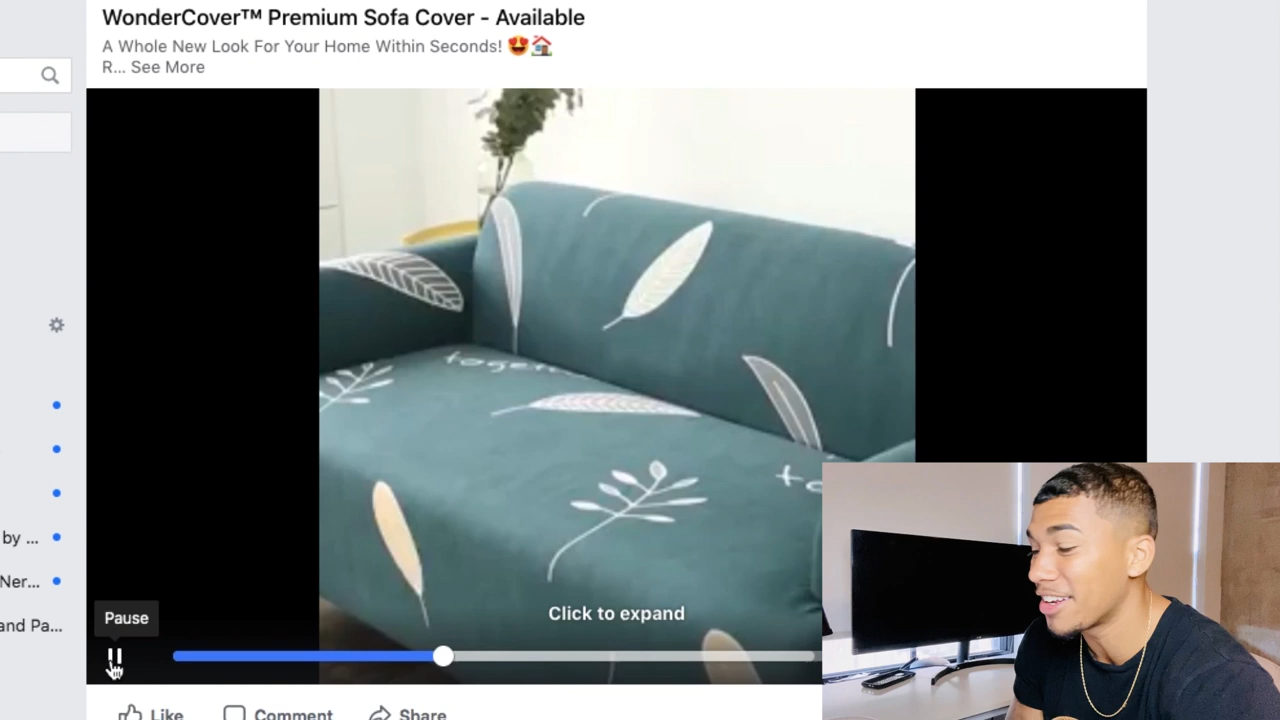 WonderCover™ Premium Sofa Cover - Available
A Whole New Look For Your Home Within Seconds! 😍🏠
R... See More
by ...
Ner...
and Pa...
Pause
Click to expand
Like
Comment
Share